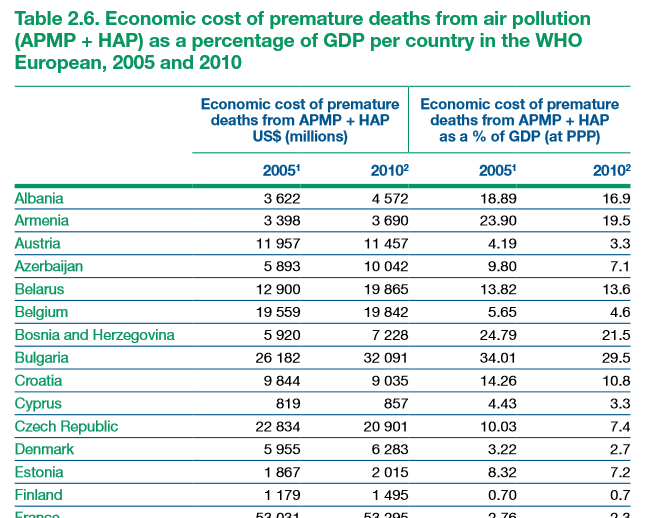 Table 2.6. Economic cost of premature deaths from air pollution
(APMP + HAP) as a percentage of GDP per country in the WHO
European, 2005 and 2010
Economic cost of premature deaths from APMP + HAP US$ (millions) Economic cost of premature deaths from APMP + HAP as a % of GDP (at PPP)
2005¹ 2010² 2005¹ 2010²
Albania 3 622 4 572 18.89 16.9
Armenia 3 398 3 690 23.90 19.5
Austria 11 957 11 457 4.19 3.3
Azerbaijan 5 893 10 042 9.80 7.1
Belarus 12 900 19 865 13.82 13.6
Belgium 19 559 19 842 5.65 4.6
Bosnia and Herzegovina 5 920 7 228 24.79 21.5
Bulgaria 26 182 32 091 34.01 29.5
Croatia 9 844 9 035 14.26 10.8
Cyprus 819 857 4.43 3.3
Czech Republic 22 834 20 901 10.03 7.4
Denmark 5 955 6 283 3.22 2.7
Estonia 1 867 2 015 8.32 7.2
Finland 1 179 1 495 0.70 0.7
France 53 031 53 295 2.76 2.3